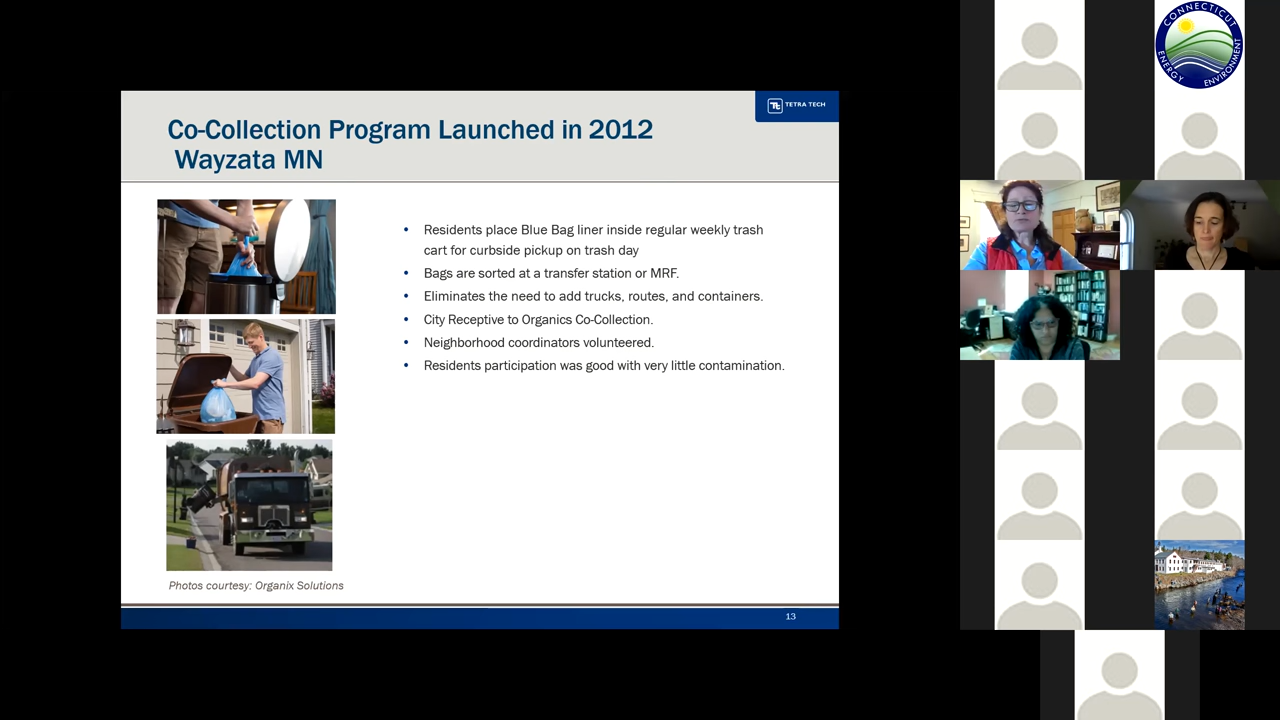 Co-Collection Program Launched in 2012
Wayzata MN
TETRA TECH
• Residents place Blue Bag liner inside regular weekly trash
cart for curbside pickup on trash day
• Bags are sorted at a transfer station or MRF.
• Eliminates the need to add trucks, routes, and containers.
• City Receptive to Organics Co-Collection.
• Neighborhood coordinators volunteered.
• Residents participation was good with very little contamination.
Photos courtesy: Organix Solutions
13
CONNECTICUT
ENERGY ENVIRONMENT